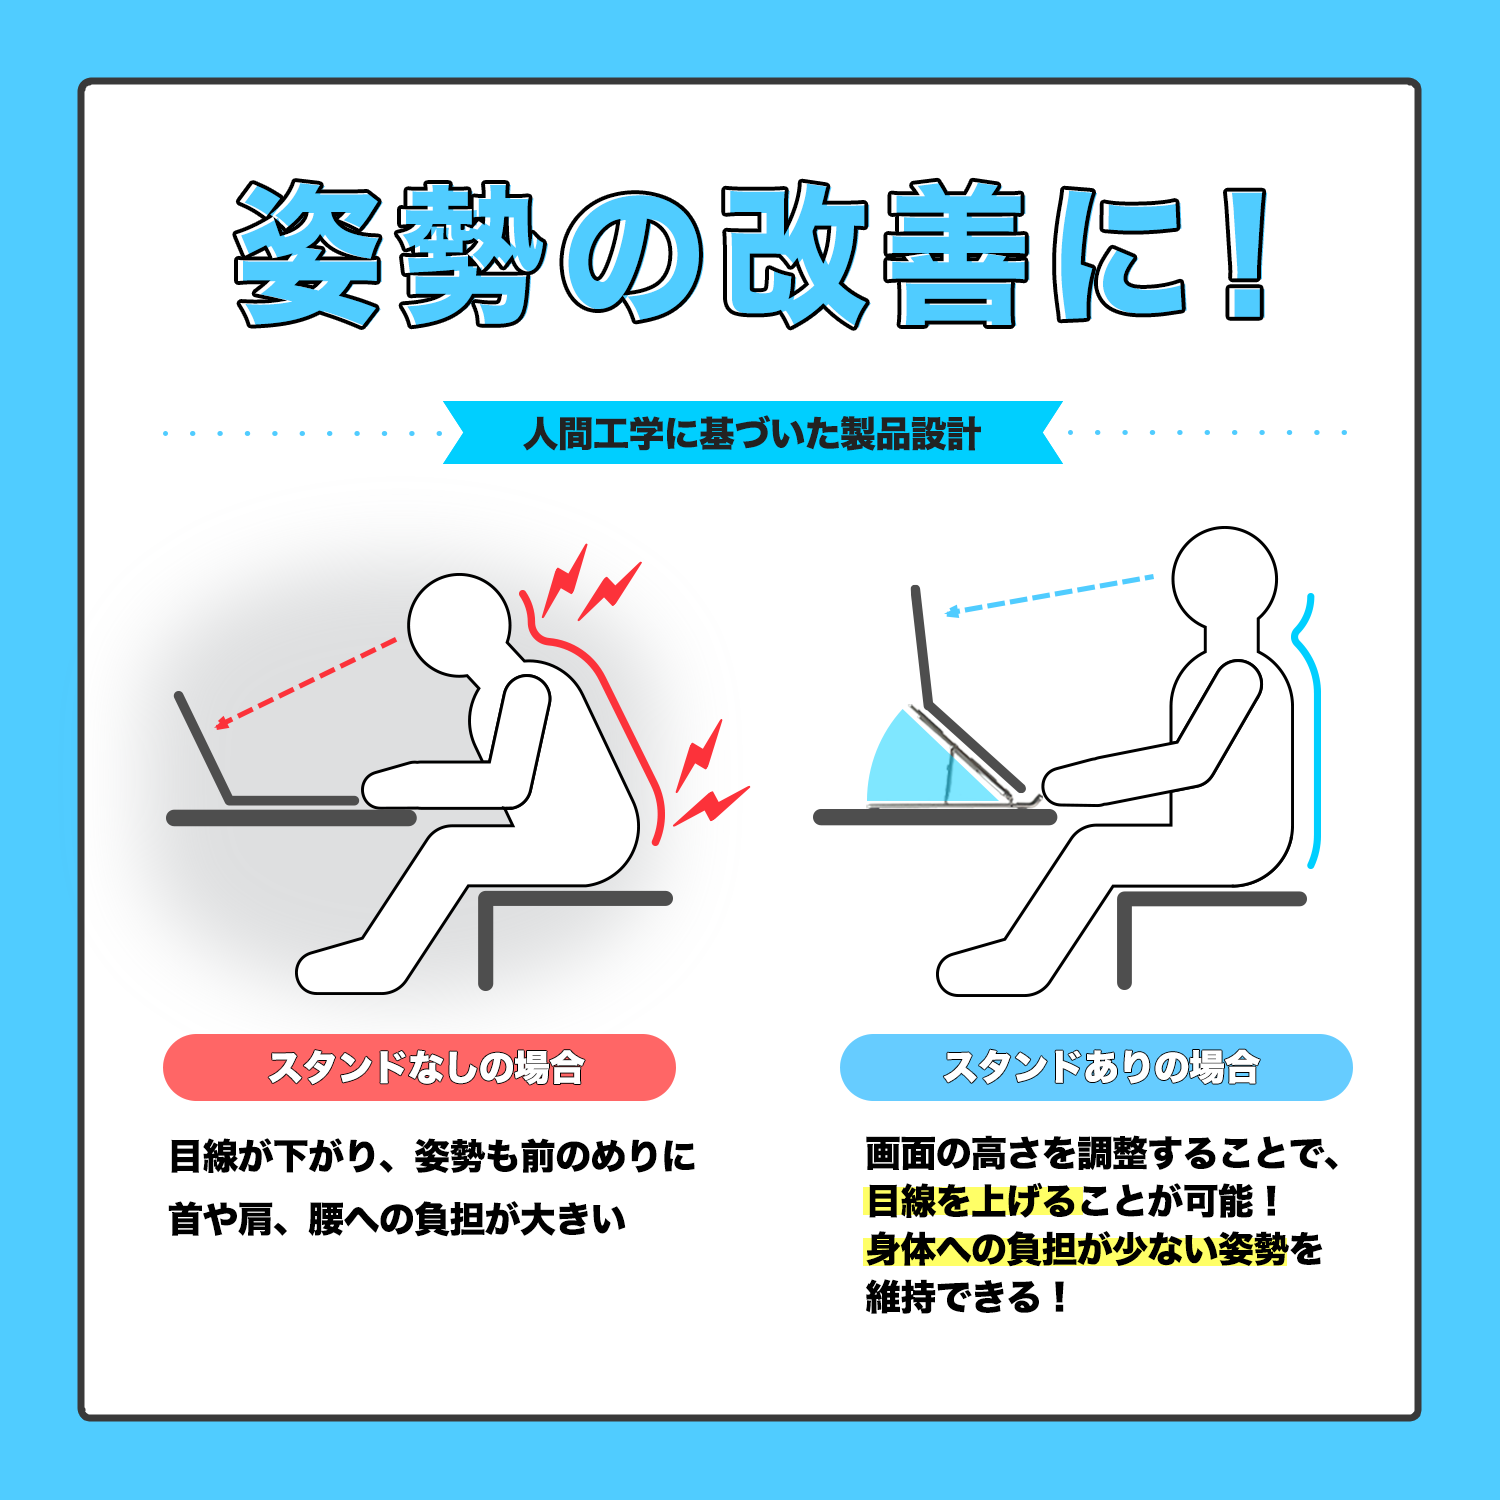 姿勢の改善に！
人間工学に基づいた製品設計
スタンドなしの場合
目線が下がり、姿勢も前のめりに
首や肩、腰への負担が大きい
スタンドありの場合
画面の高さを調整することで、
目線を上げることが可能！
身体への負担が少ない姿勢を
維持できる！